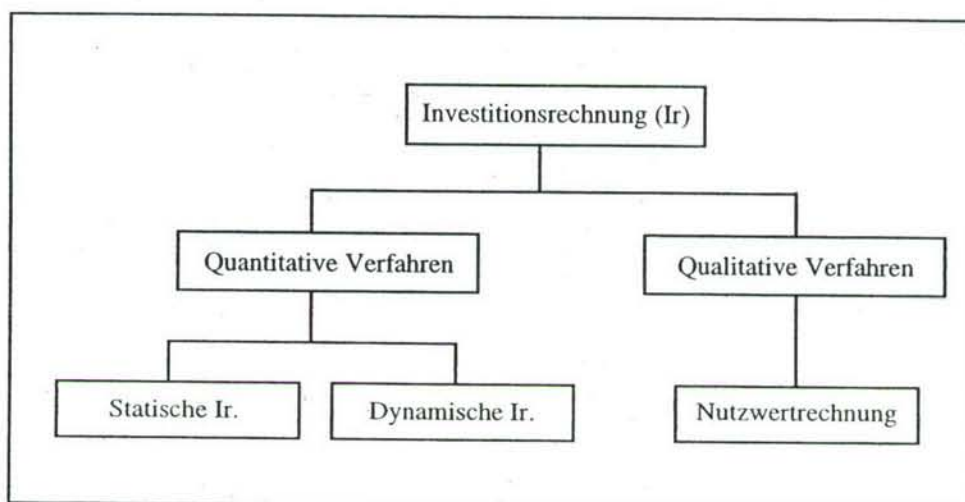 Investitionsrechnung (Ir)
Quantitative Verfahren
Qualitative Verfahren
Statische Ir.
Dynamische Ir.
Nutzwertrechnung